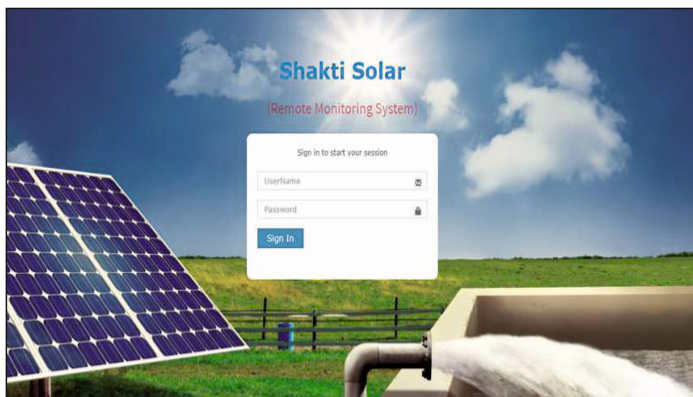 Shakti Solar
(Remote Monitoring System)
Sign in to start your session
UserName
Password
Sign In